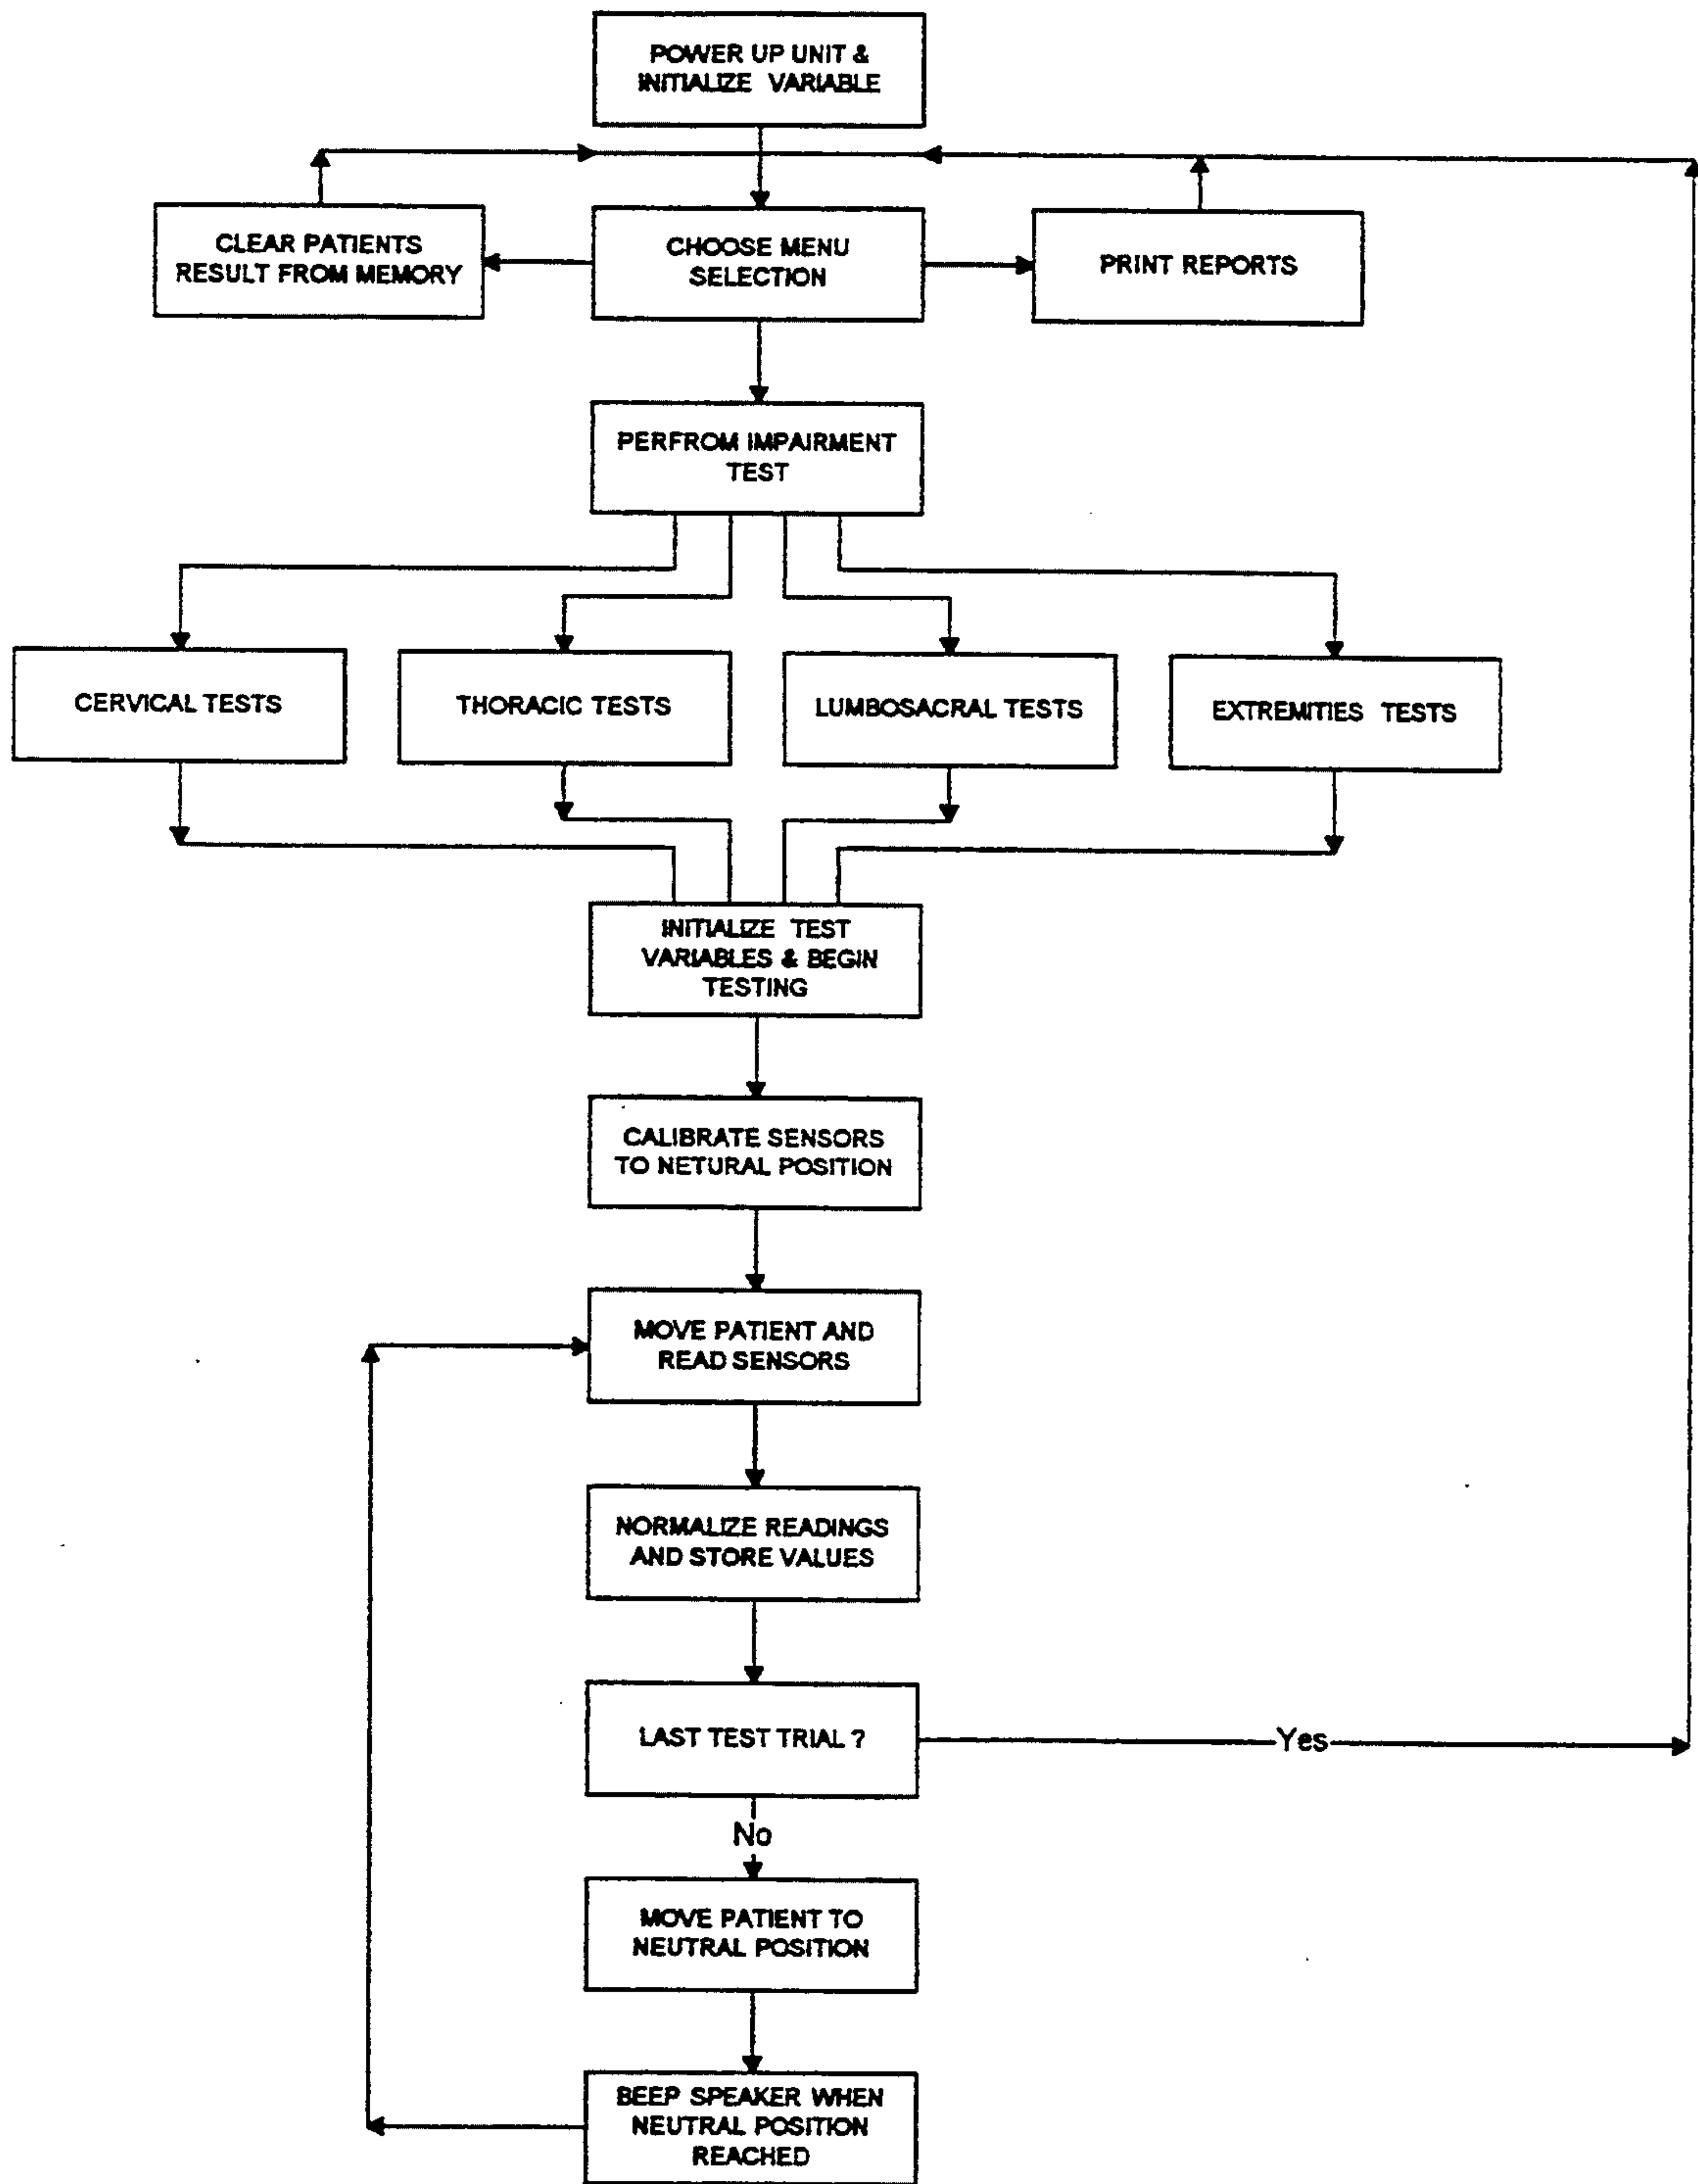 POWER UP UNIT &
INITIALIZE VARIABLE
CLEAR PATIENTS
RESULT FROM MEMORY
CHOOSE MENU
SELECTION
PRINT REPORTS
PERFROM IMPAIRMENT
TEST
CERVICAL TESTS
THORACIC TESTS
LUMBOSACRAL TESTS
EXTREMITIES TESTS
INITIALIZE TEST
VARIABLES & BEGIN
TESTING
CALIBRATE SENSORS
TO NETURAL POSITION
MOVE PATIENT AND
READ SENSORS
NORMALIZE READINGS
AND STORE VALUES
LAST TEST TRIAL ?
Yes
No
MOVE PATIENT TO
NEUTRAL POSITION
BEEP SPEAKER WHEN
NEUTRAL POSITION
REACHED